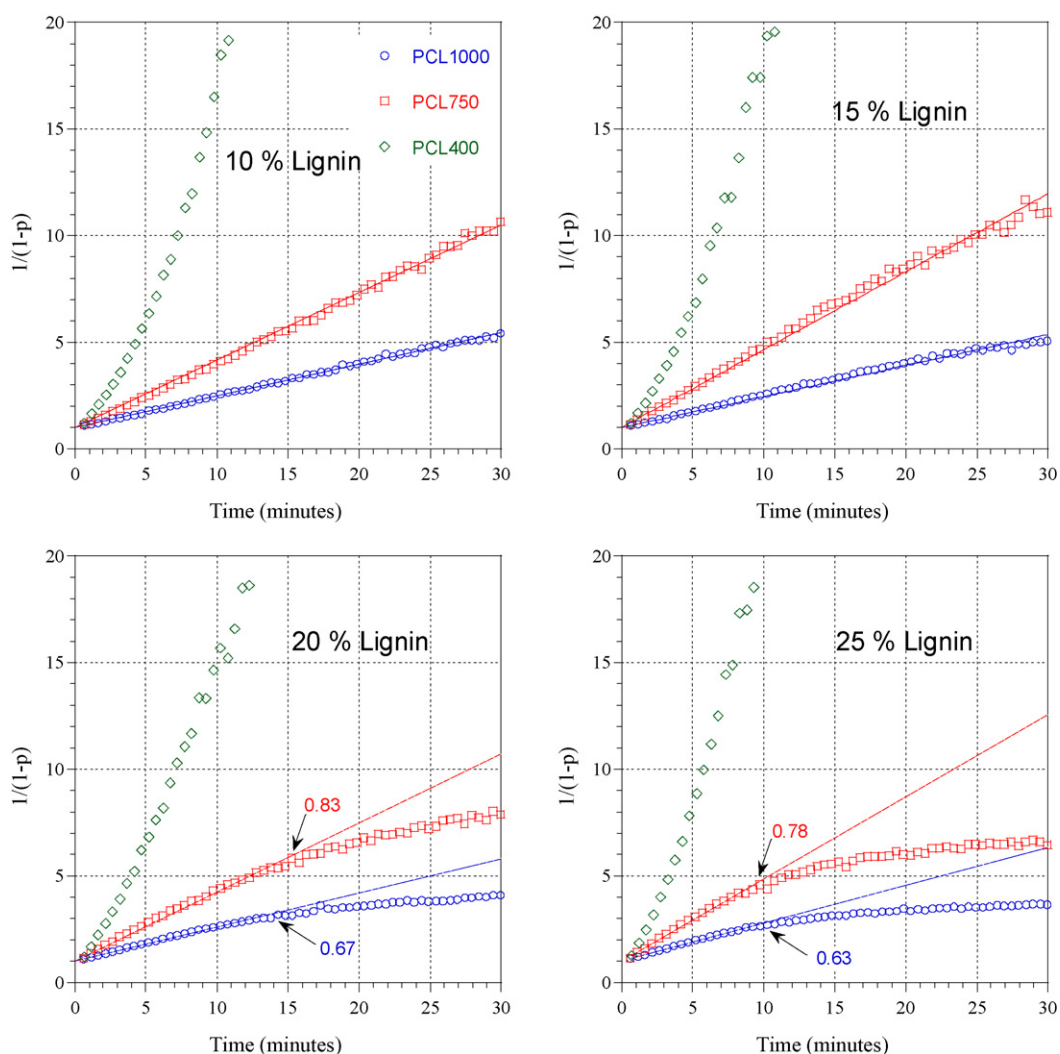 20
15
10
5
0
1/(1-p)
PCL1000
PCL750
PCL400
10 % Lignin
0 5 10 15 20 25 30
Time (minutes)
20
15
10
5
0
1/(1-p)
15 % Lignin
0 5 10 15 20 25 30
Time (minutes)
20
15
10
5
0
1/(1-p)
20 % Lignin
0.83
0.67
0 5 10 15 20 25 30
Time (minutes)
20
15
10
5
0
1/(1-p)
25 % Lignin
0.78
0.63
0 5 10 15 20 25 30
Time (minutes)